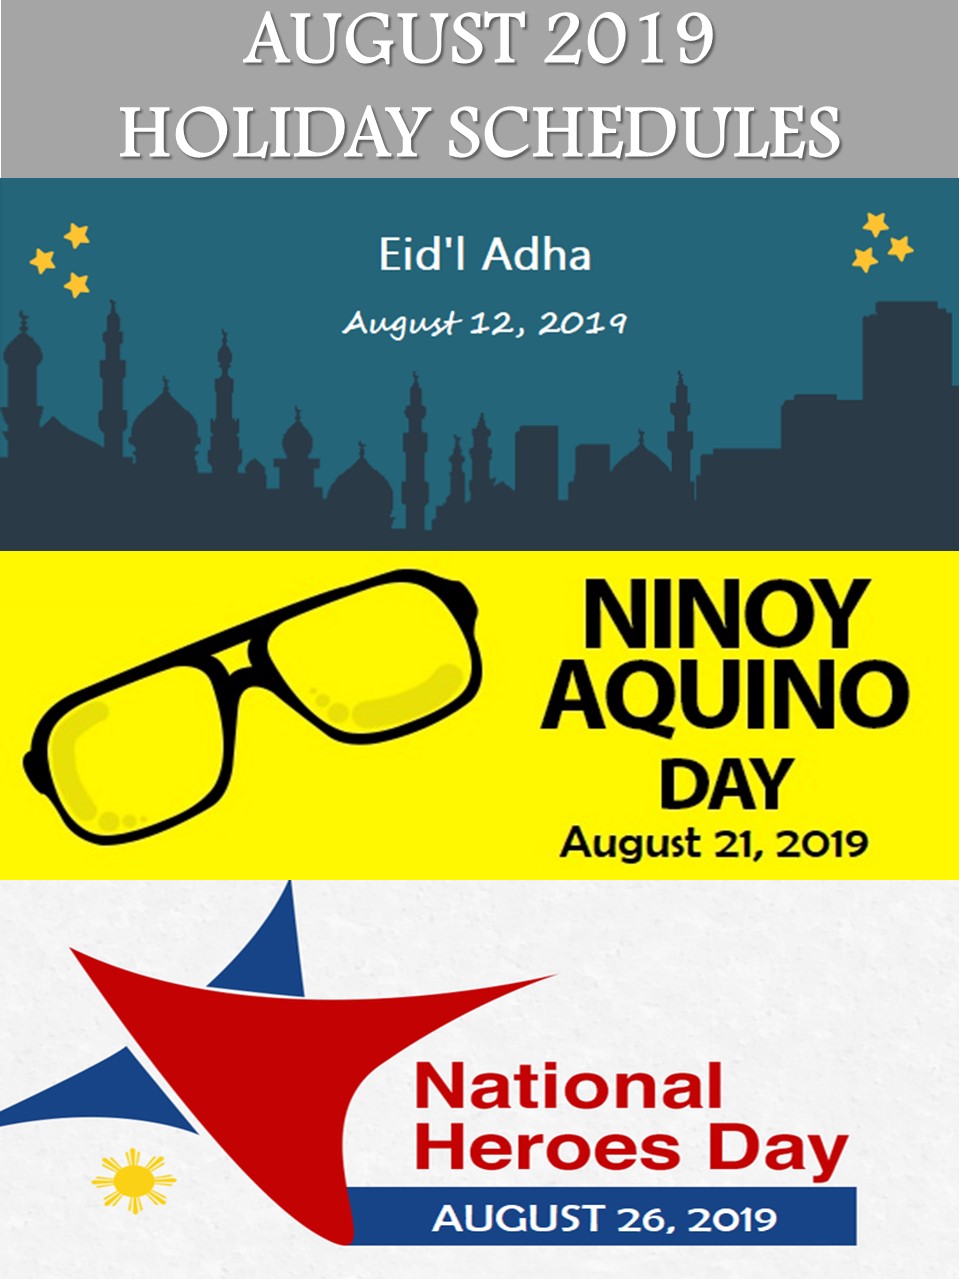 AUGUST 2019
HOLIDAY SCHEDULES
Eid'l Adha
August 12, 2019
NINOY
AQUINO
DAY
August 21, 2019
National
Heroes Day
AUGUST 26, 2019